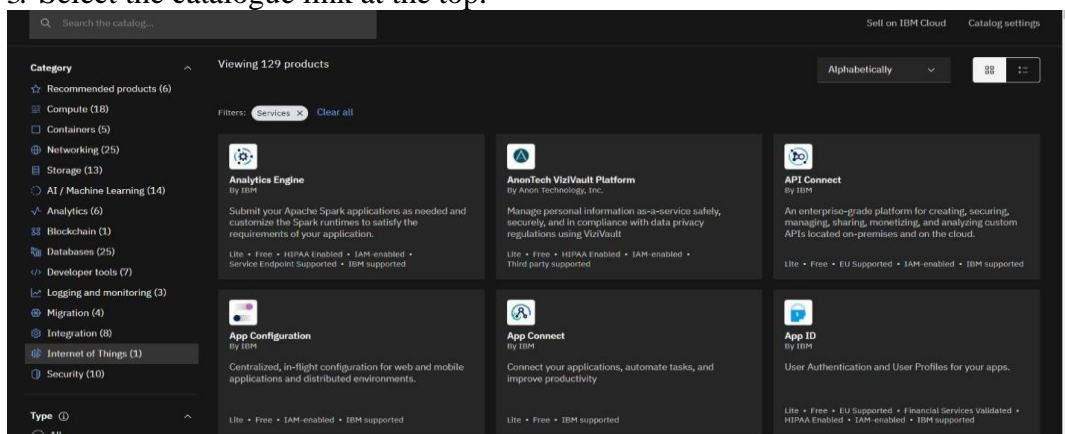 3. Select the catalogue link at the top.
Search the catalog...
Sell on IBM Cloud
Catalog settings
Category
Recommended products (6)
Compute (18)
Containers (5)
Networking (25)
Storage (13)
AI / Machine Learning (14)
Analytics (6)
Blockchain (1)
Databases (25)
Developer tools (7)
Logging and monitoring (3)
Migration (4)
Integration (8)
Internet of Things (1)
Security (10)
Type
Viewing 129 products
Alphabetically
Filters: Services × Clear all
Analytics Engine
By IBM
Submit your Apache Spark applications as needed and
customize the Spark runtimes to satisfy the
requirements of your application.
Lite • Free • HIPAA Enabled • IAM-enabled •
Service Endpoint Supported • IBM supported
AnonTech ViziVault Platform
By Anon Technology, Inc.
Manage personal information as-a-service safely,
securely, and in compliance with data privacy
regulations using ViziVault
Lite • Free • HIPAA Enabled • IAM-enabled •
Third party supported
API Connect
By IBM
An enterprise-grade platform for creating, securing,
managing, sharing, monetizing, and analyzing custom
APIs located on-premises and on the cloud.
Lite • Free • EU Supported • IAM-enabled • IBM supported
App Configuration
By IBM
Centralized, in-flight configuration for web and mobile
applications and distributed environments.
Lite • Free • IAM-enabled • IBM supported
App Connect
By IBM
Connect your applications, automate tasks, and
improve productivity
Lite • Free • IBM supported
App ID
By IBM
User Authentication and User Profiles for your apps.
Lite • Free • EU Supported • Financial Services Validated •
HIPAA Enabled • IAM-enabled • IBM supported